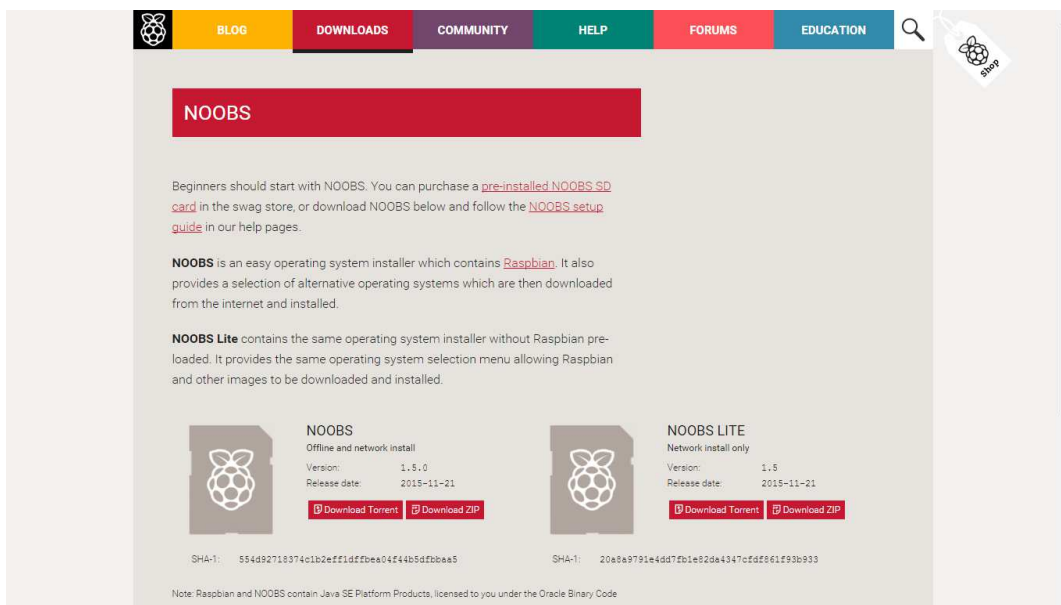 BLOG DOWNLOADS COMMUNITY HELP FORUMS EDUCATION
shop
NOOBS
Beginners should start with NOOBS. You can purchase a pre-installed NOOBS SD
card in the swag store, or download NOOBS below and follow the NOOBS setup
guide in our help pages.
NOOBS is an easy operating system installer which contains Raspbian. It also
provides a selection of alternative operating systems which are then downloaded
from the internet and installed.
NOOBS Lite contains the same operating system installer without Raspbian pre-
loaded. It provides the same operating system selection menu allowing Raspbian
and other images to be downloaded and installed.
NOOBS
Offline and network install
Version: 1.5.0
Release date: 2015-11-21
Download Torrent Download ZIP
SHA-1: 554d92718374c1b2eff1dffbea04f44b5dfbbaa5
NOOBS LITE
Network install only
Version: 1.5
Release date: 2015-11-21
Download Torrent Download ZIP
SHA-1: 20a8a9791e4dd7fb1e82da4347cfdf861f93b933
Note: Raspbian and NOOBS contain Java SE Platform Products, licensed to you under the Oracle Binary Code